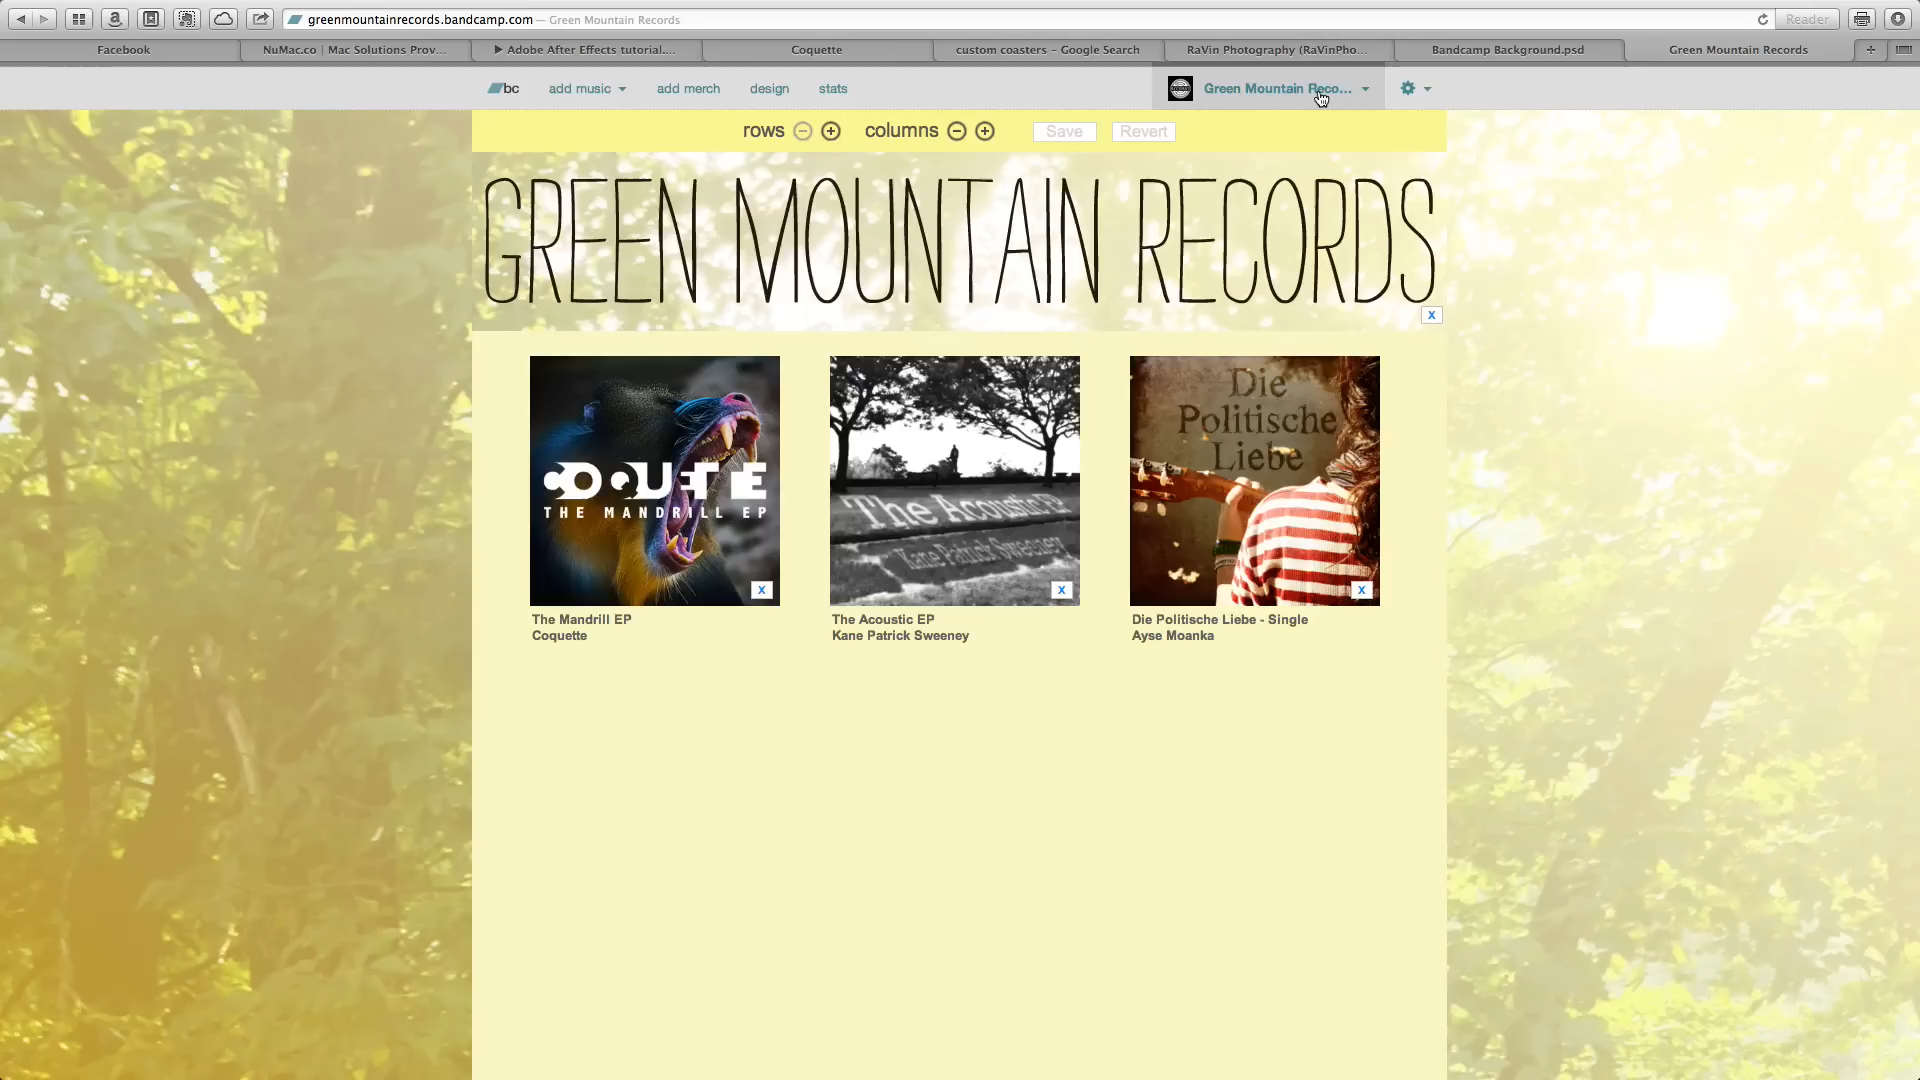 greenmountainrecords.bandcamp.com — Green Mountain Records
Reader
Facebook
NuMac.co | Mac Solutions Prov...
▶ Adobe After Effects tutorial....
Coquette
custom coasters - Google Search
RaVin Photography (RaVinPho...
Bandcamp Background.psd
Green Mountain Records
bc
add music
add merch
design
stats
Green Mountain Reco...
rows
columns
Save
Revert
GREEN MOUNTAIN RECORDS
x
COQUETTE
THE MANDRILL EP
x
The Acoustic EP
Kane Patrick Sweeney
x
Die
Politische
Liebe
x
The Mandrill EP
Coquette
The Acoustic EP
Kane Patrick Sweeney
Die Politische Liebe - Single
Ayse Moanka